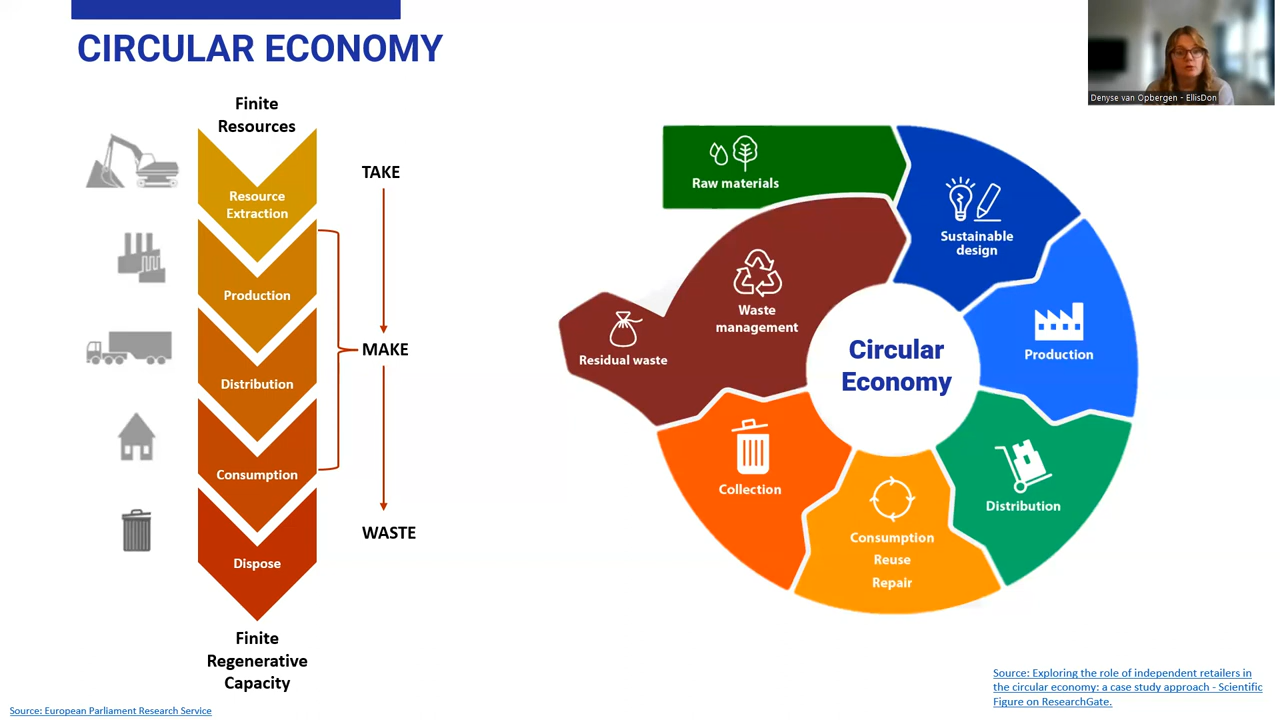 CIRCULAR ECONOMY
Denyse van Opbergen - EllisDon
Finite
Resources
Resource
Extraction
Production
Distribution
Consumption
Dispose
Finite
Regenerative
Capacity
TAKE
MAKE
WASTE
Raw materials
Sustainable
design
Production
Distribution
Consumption
Reuse
Repair
Collection
Waste
management
Residual waste
Circular
Economy
Source: European Parliament Research Service
Source: Exploring the role of independent retailers in
the circular economy: a case study approach - Scientific
Figure on ResearchGate.